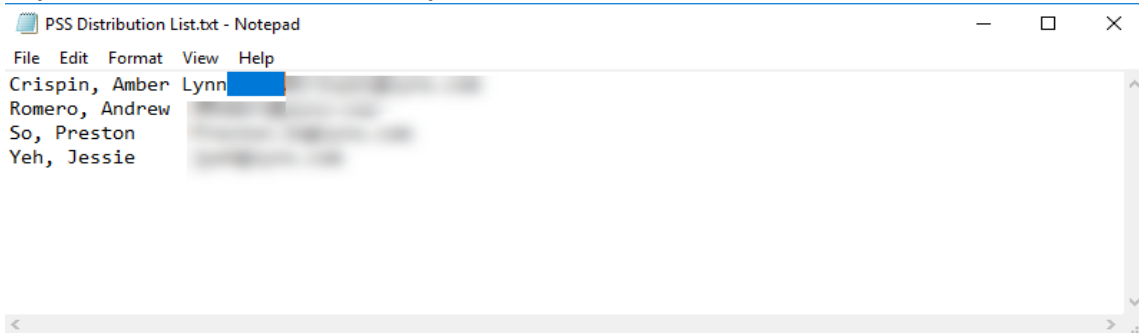 PSS Distribution List.txt - Notepad
File Edit Format View Help
Crispin, Amber Lynn
Romero, Andrew
So, Preston
Yeh, Jessie